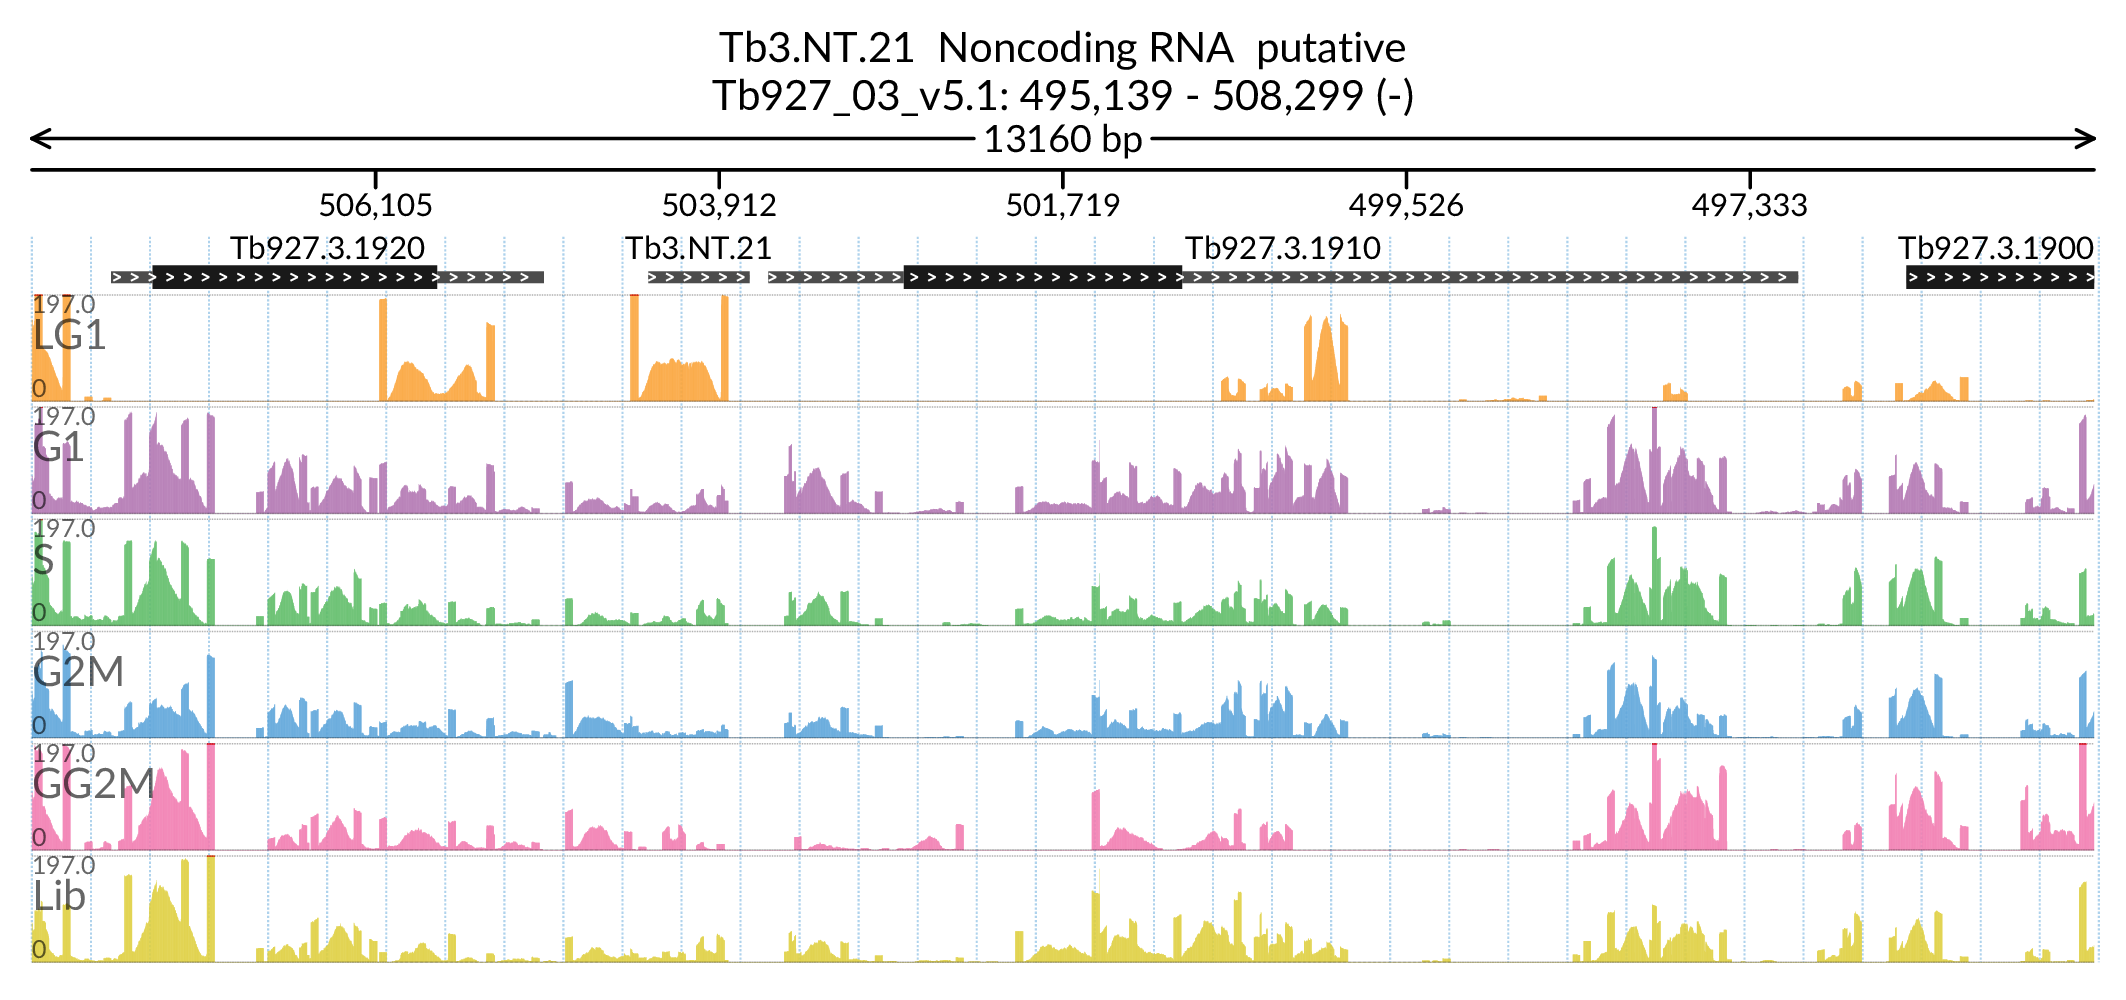 Tb3.NT.21 Noncoding RNA putative
Tb927_03_v5.1: 495,139 - 508,299 (-)
13160 bp
506,105 503,912 501,719 499,526 497,333
Tb927.3.1920 Tb3.NT.21 Tb927.3.1910 Tb927.3.1900
197.0
LG1
0
197.0
G1
0
197.0
S
0
197.0
G2M
0
197.0
GG2M
0
197.0
Lib
0